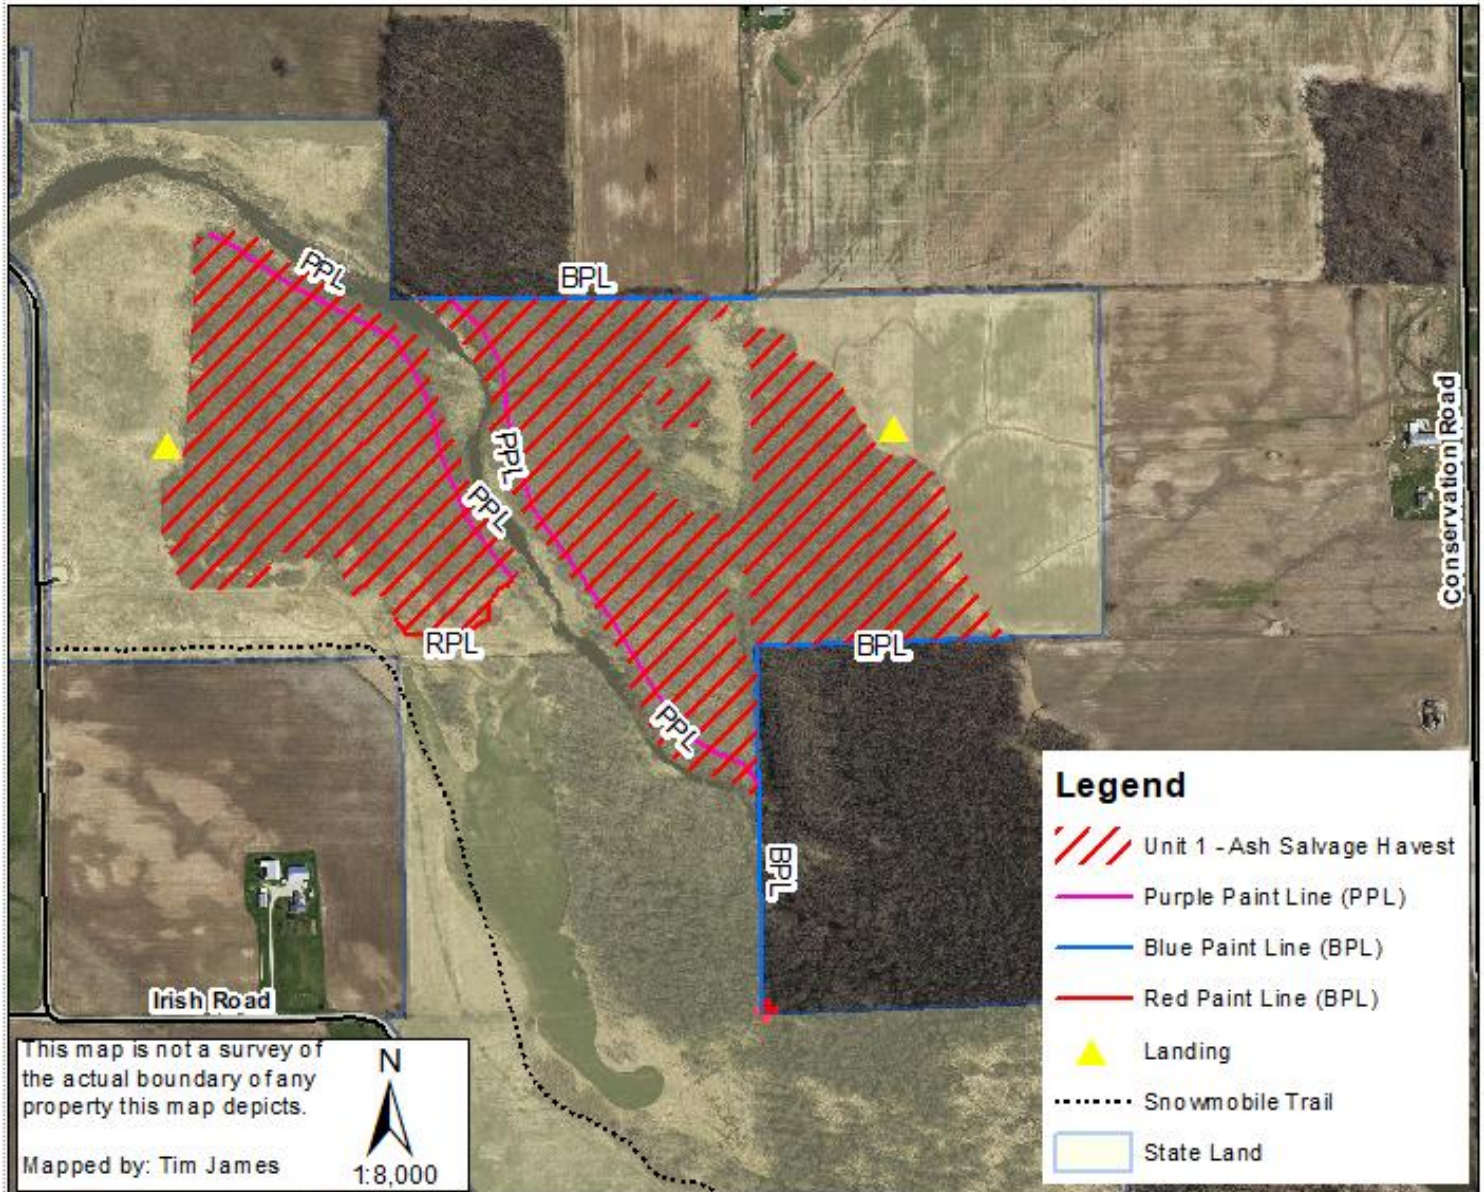 PPL
BPL
PPL
PPL
RPL
BPL
PPL
BPL
Conservation Road
Irish Road
This map is not a survey of
the actual boundary of any
property this map depicts.
Mapped by: Tim James
N
1:8,000
Legend
Unit 1 - Ash Salvage Havest
Purple Paint Line (PPL)
Blue Paint Line (BPL)
Red Paint Line (BPL)
Landing
Snowmobile Trail
State Land